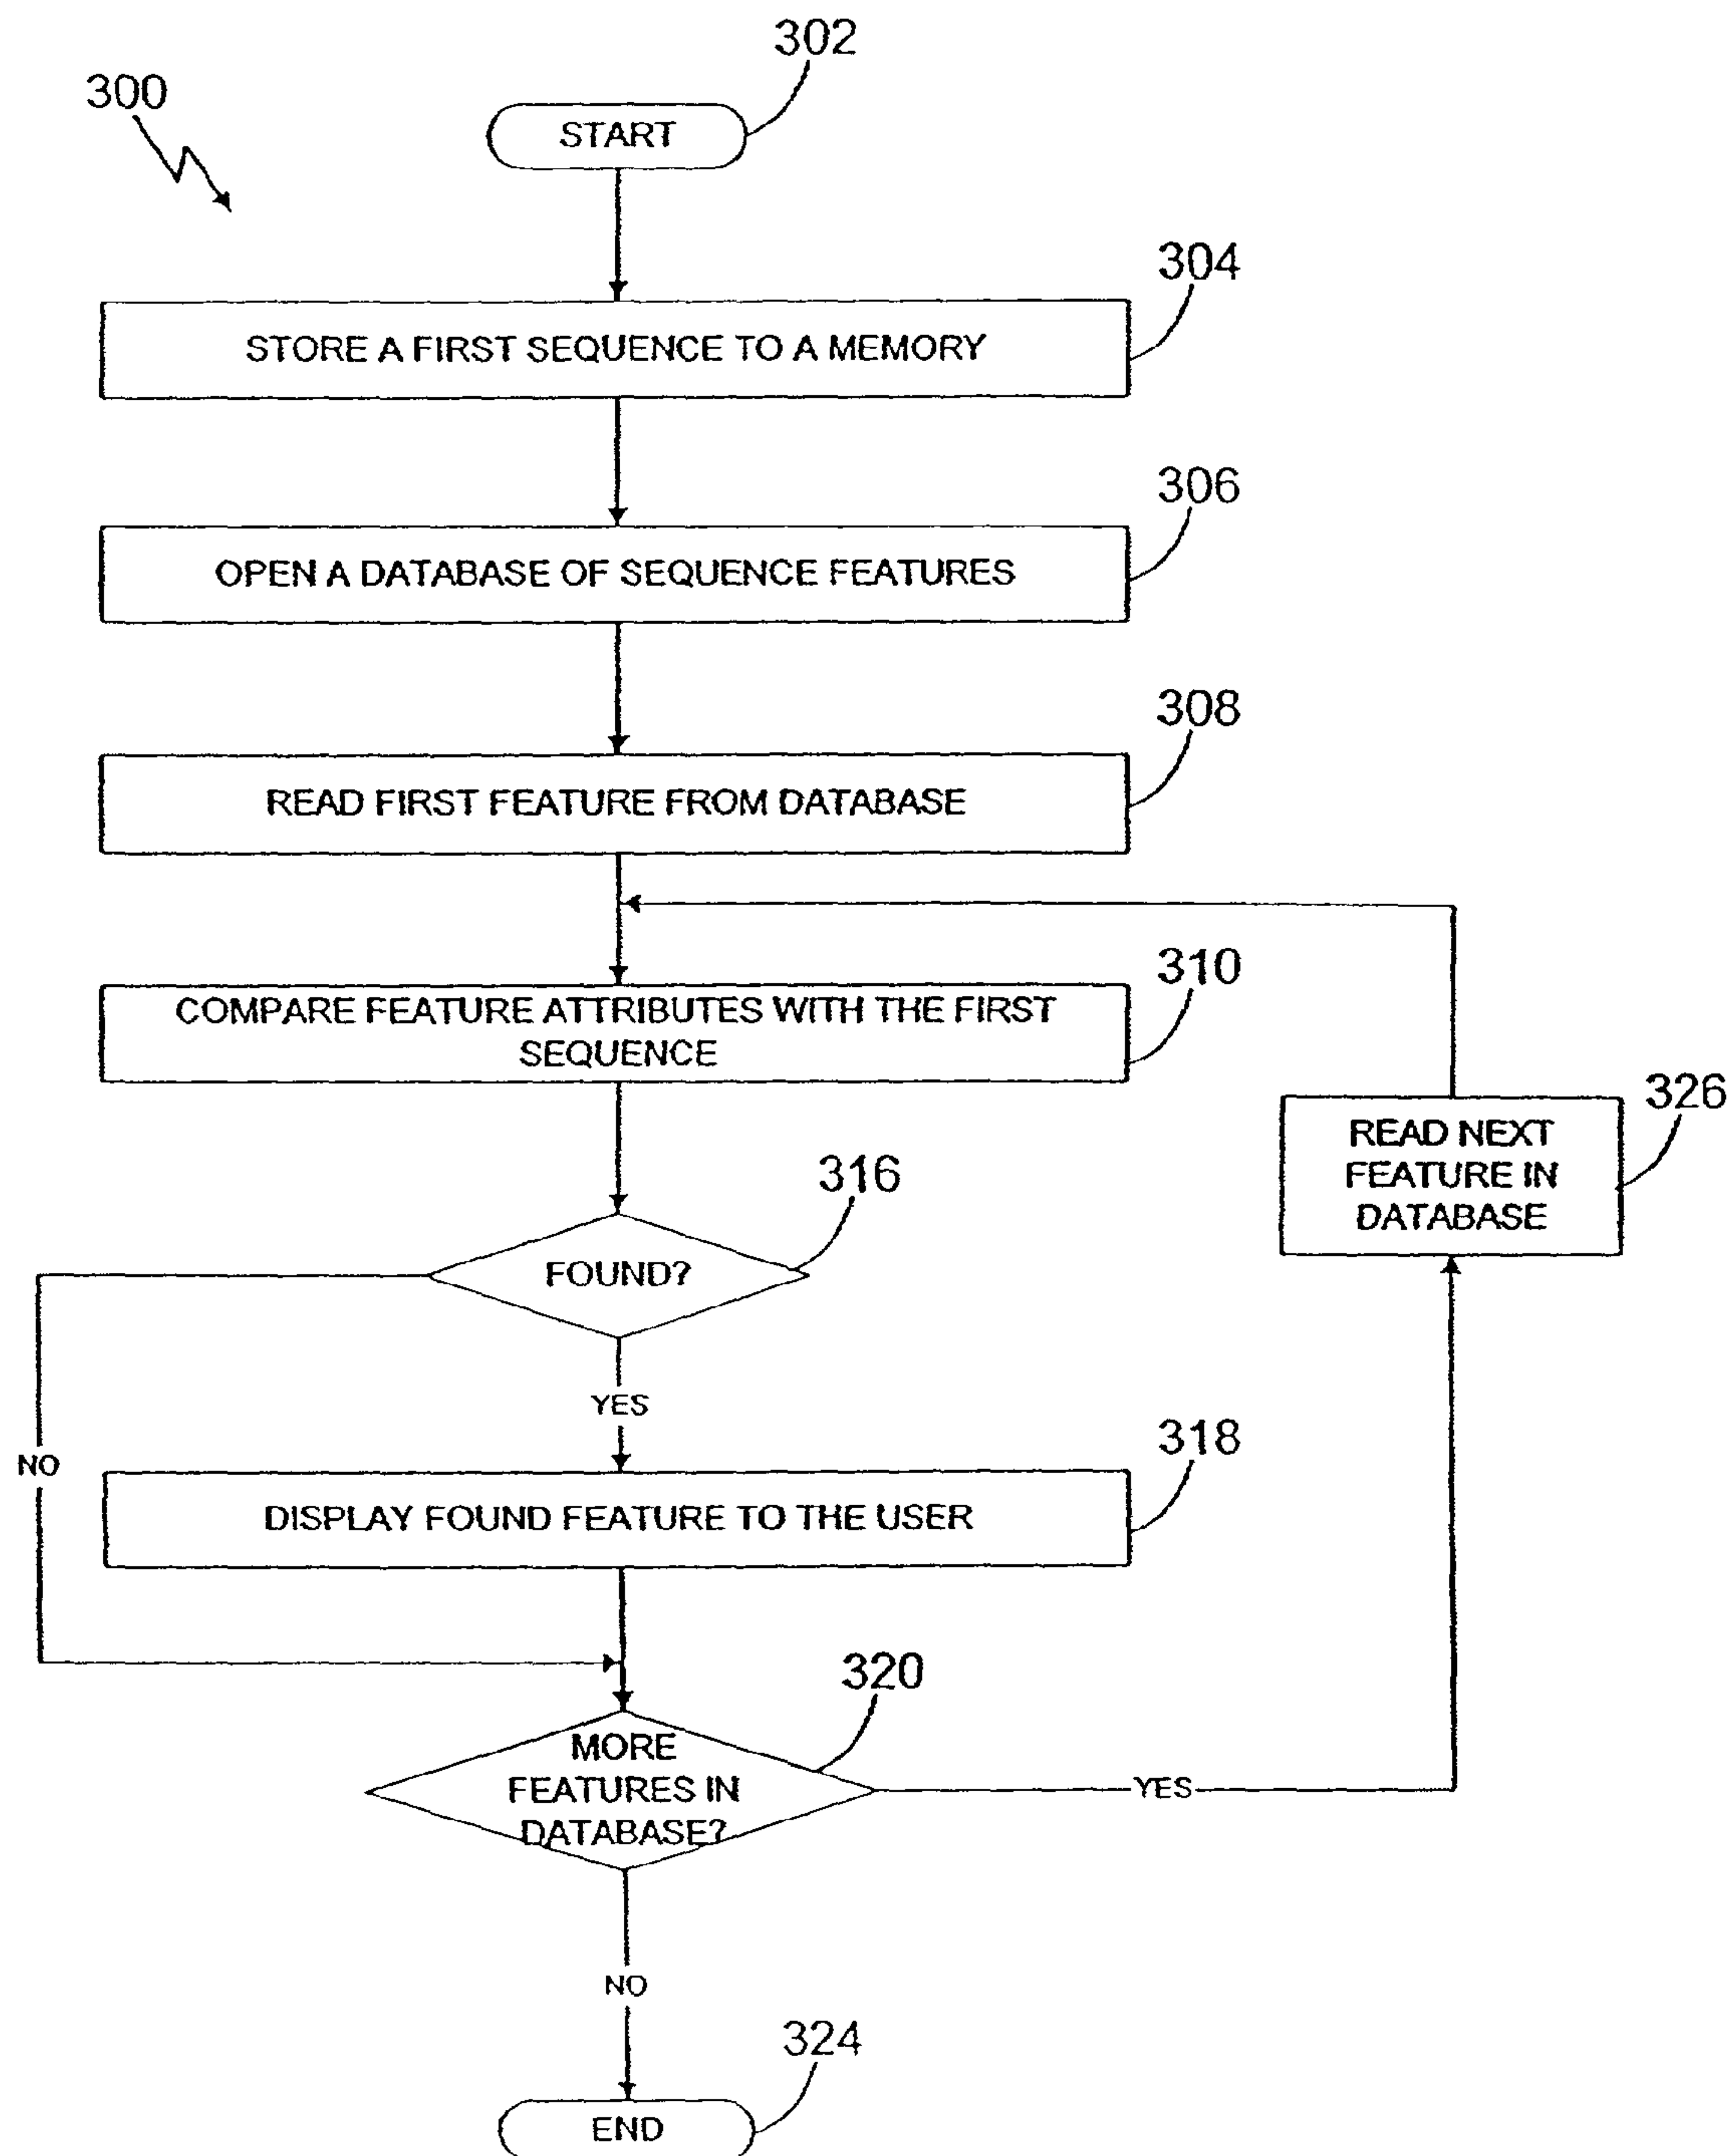 302
300
START
304
STORE A FIRST SEQUENCE TO A MEMORY
306
OPEN A DATABASE OF SEQUENCE FEATURES
308
READ FIRST FEATURE FROM DATABASE
310
COMPARE FEATURE ATTRIBUTES WITH THE FIRST
SEQUENCE
326
READ NEXT
FEATURE IN
DATABASE
316
FOUND?
YES
NO
318
DISPLAY FOUND FEATURE TO THE USER
320
MORE
FEATURES IN
DATABASE?
YES
NO
324
END